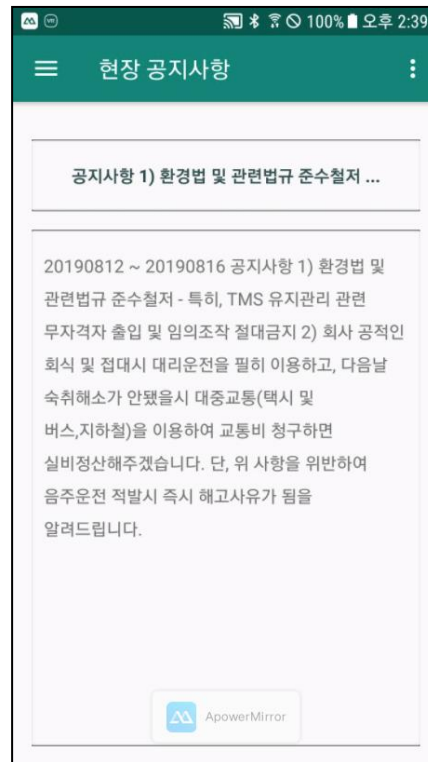 100% 오후 2:39
현장 공지사항
공지사항 1) 환경법 및 관련법규 준수철저 ...
20190812 ~ 20190816 공지사항 1) 환경법 및
관련법규 준수철저 - 특히, TMS 유지관리 관련
무자격자 출입 및 임의조작 절대금지 2) 회사 공적인
회식 및 접대시 대리운전을 필히 이용하고, 다음날
숙취해소가 안됐을시 대중교통(택시 및
버스,지하철)을 이용하여 교통비 청구하면
실비정산해주겠습니다. 단, 위 사항을 위반하여
음주운전 적발시 즉시 해고사유가 됨을
알려드립니다.
ApowerMirror